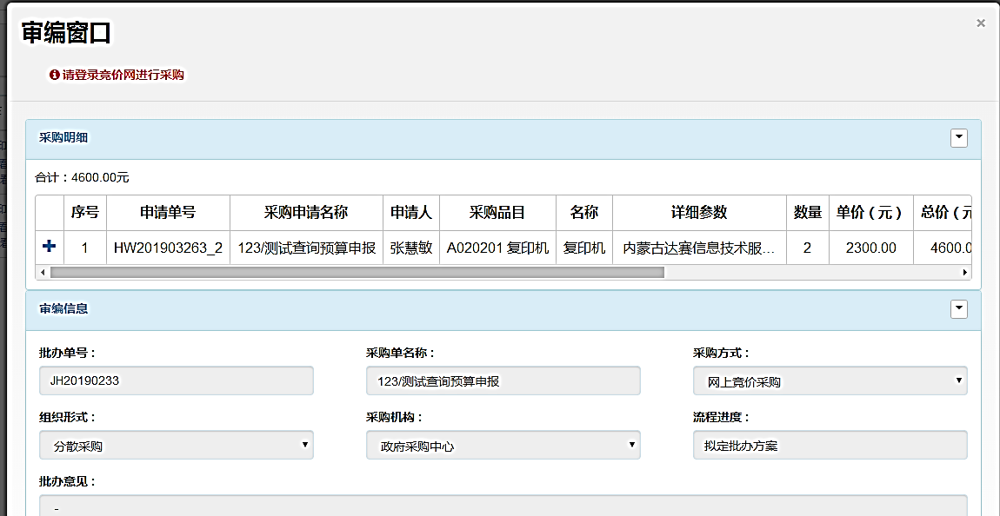 审编窗口
×
请登录竞价网进行采购
采购明细
合计：4600.00元
序号 申请单号 采购申请名称 申请人 采购品目 名称 详细参数 数量 单价（元） 总价（元
1 HW201903263_2 123/测试查询预算申报 张慧敏 A020201 复印机 复印机 内蒙古达赛信息技术服... 2 2300.00 4600.0
审编信息
批办单号： 采购单名称： 采购方式：
JH20190233 123/测试查询预算申报 网上竞价采购
组织形式： 采购机构： 流程进度：
分散采购 政府采购中心 拟定批办方案
批办意见：
-